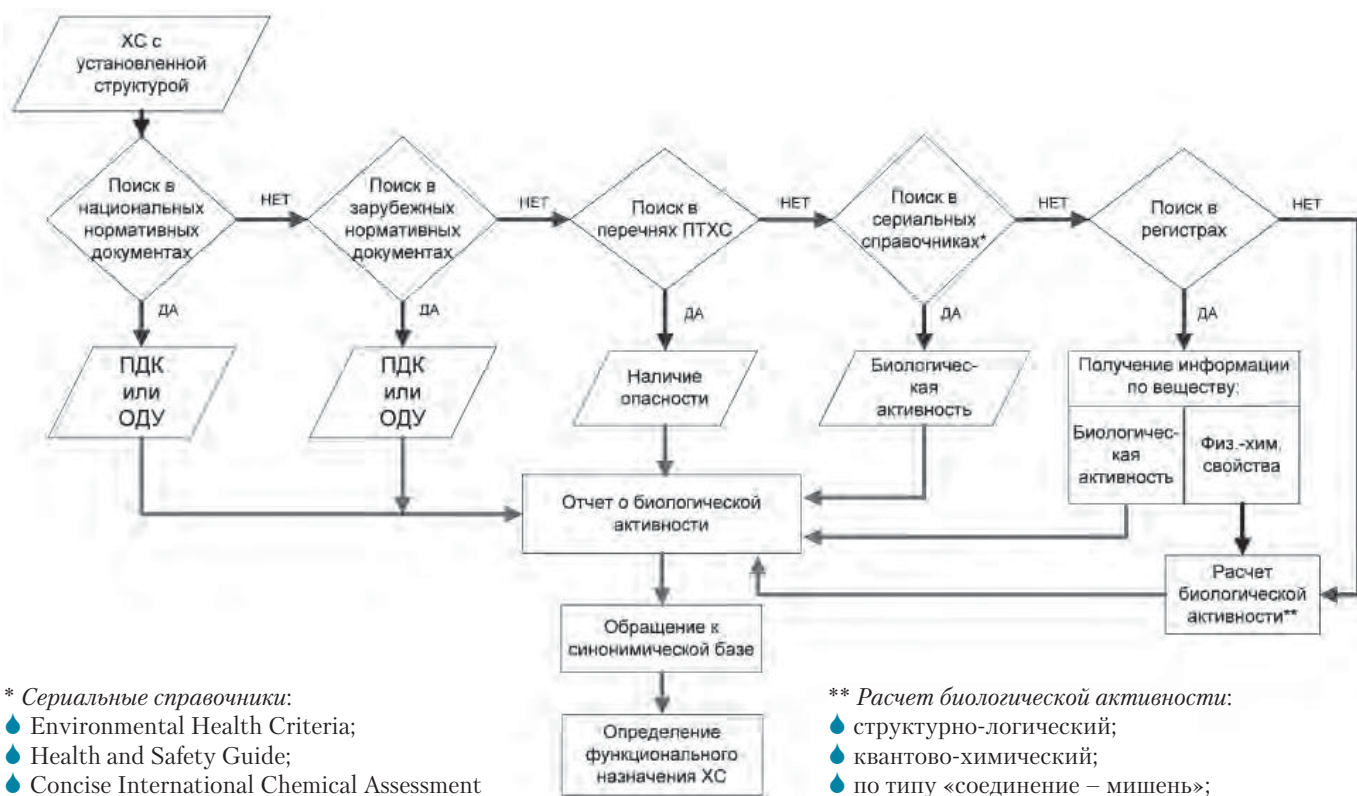 ХС с
установленной
структурой
Поиск в
национальных
нормативных
документах
НЕТ
Поиск в
зарубежных
нормативных
документах
НЕТ
Поиск в
перечнях ПТХС
НЕТ
Поиск в
сериальных
справочниках*
НЕТ
Поиск в
регистрах
НЕТ
ДА
ДА
ДА
ДА
ДА
ПДК
или
ОДУ
ПДК
или
ОДУ
Наличие
опасности
Биологичес-
кая
активность
Получение информации
по веществу:
Биологичес-
кая
активность
Физ.-хим.
свойства
Отчет о биологической
активности
Расчет
биологической
активности**
Обращение к
синонимической базе
Определение
функционального
назначения ХС
* Сериальные справочники:
Environmental Health Criteria;
Health and Safety Guide;
Concise International Chemical Assessment
** Расчет биологической активности:
структурно-логический;
квантово-химический;
по типу «соединение – мишень»;